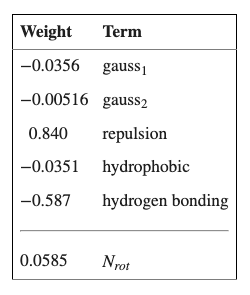 Weight Term
−0.0356 gauss₁
−0.00516 gauss₂
0.840 repulsion
−0.0351 hydrophobic
−0.587 hydrogen bonding
0.0585 Nrot